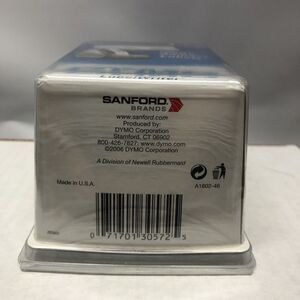 LabelWriter
SANFORD
BRANDS
www.sanford.com
Produced by:
DYMO Corporation
Stamford, CT 06902
800-426-7827; www.dymo.com
©2006 DYMO Corporation
A Division of Newell Rubbermaid
Made in U.S.A.
A1802-46
0 71701 30572 5